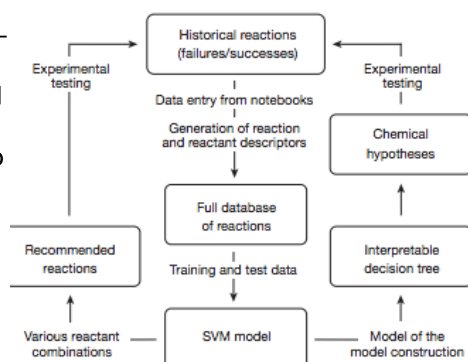 Historical reactions
(failures/successes)
Experimental
testing
Experimental
testing
Data entry from notebooks
Generation of reaction
and reactant descriptors
Chemical
hypotheses
Full database
of reactions
Recommended
reactions
Interpretable
decision tree
Training and test data
Various reactant
combinations
SVM model
Model of the
model construction